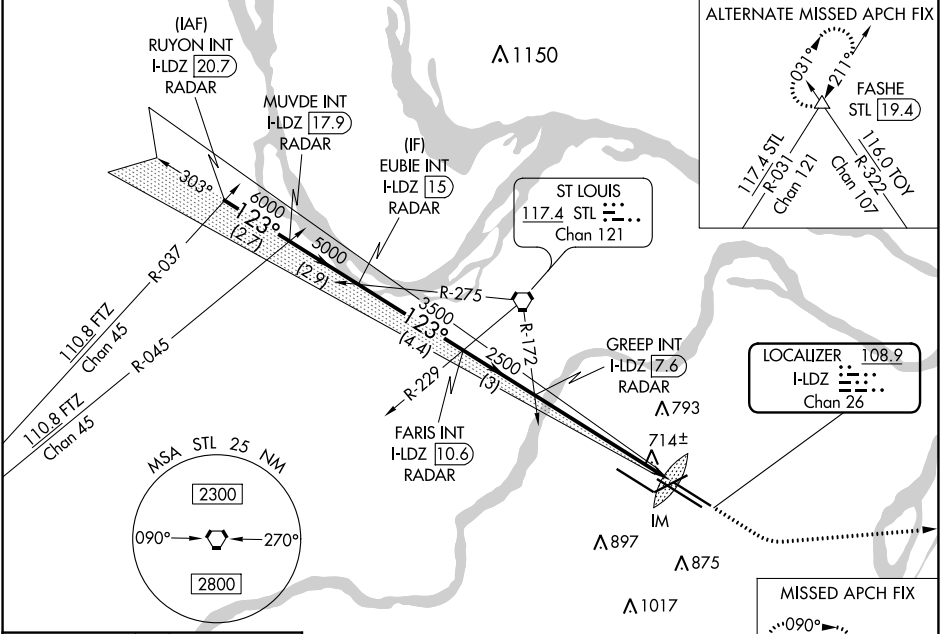 (IAF)
RUYON INT
I-LDZ 20.7
RADAR
MUVDE INT
I-LDZ 17.9
RADAR
(IF)
EUBIE INT
I-LDZ 15
RADAR
1150
ALTERNATE MISSED APCH FIX
031°
211°
FASHE
STL 19.4
117.4 STL
R-031
Chan 121
116.0 TOY
R-322
Chan 107
ST LOUIS
117.4 STL
Chan 121
303°
6000
123°
(2.7)
5000
(2.9)
R-275
3500
123°
(4.4)
2500
(3)
R-172
R-229
R-037
110.8 FTZ
Chan 45
R-045
110.8 FTZ
Chan 45
FARIS INT
I-LDZ 10.6
RADAR
GREEP INT
I-LDZ 7.6
RADAR
793
714±
LOCALIZER 108.9
I-LDZ
Chan 26
IM
897
875
1017
MSA STL 25 NM
2300
090°
270°
2800
MISSED APCH FIX
090°